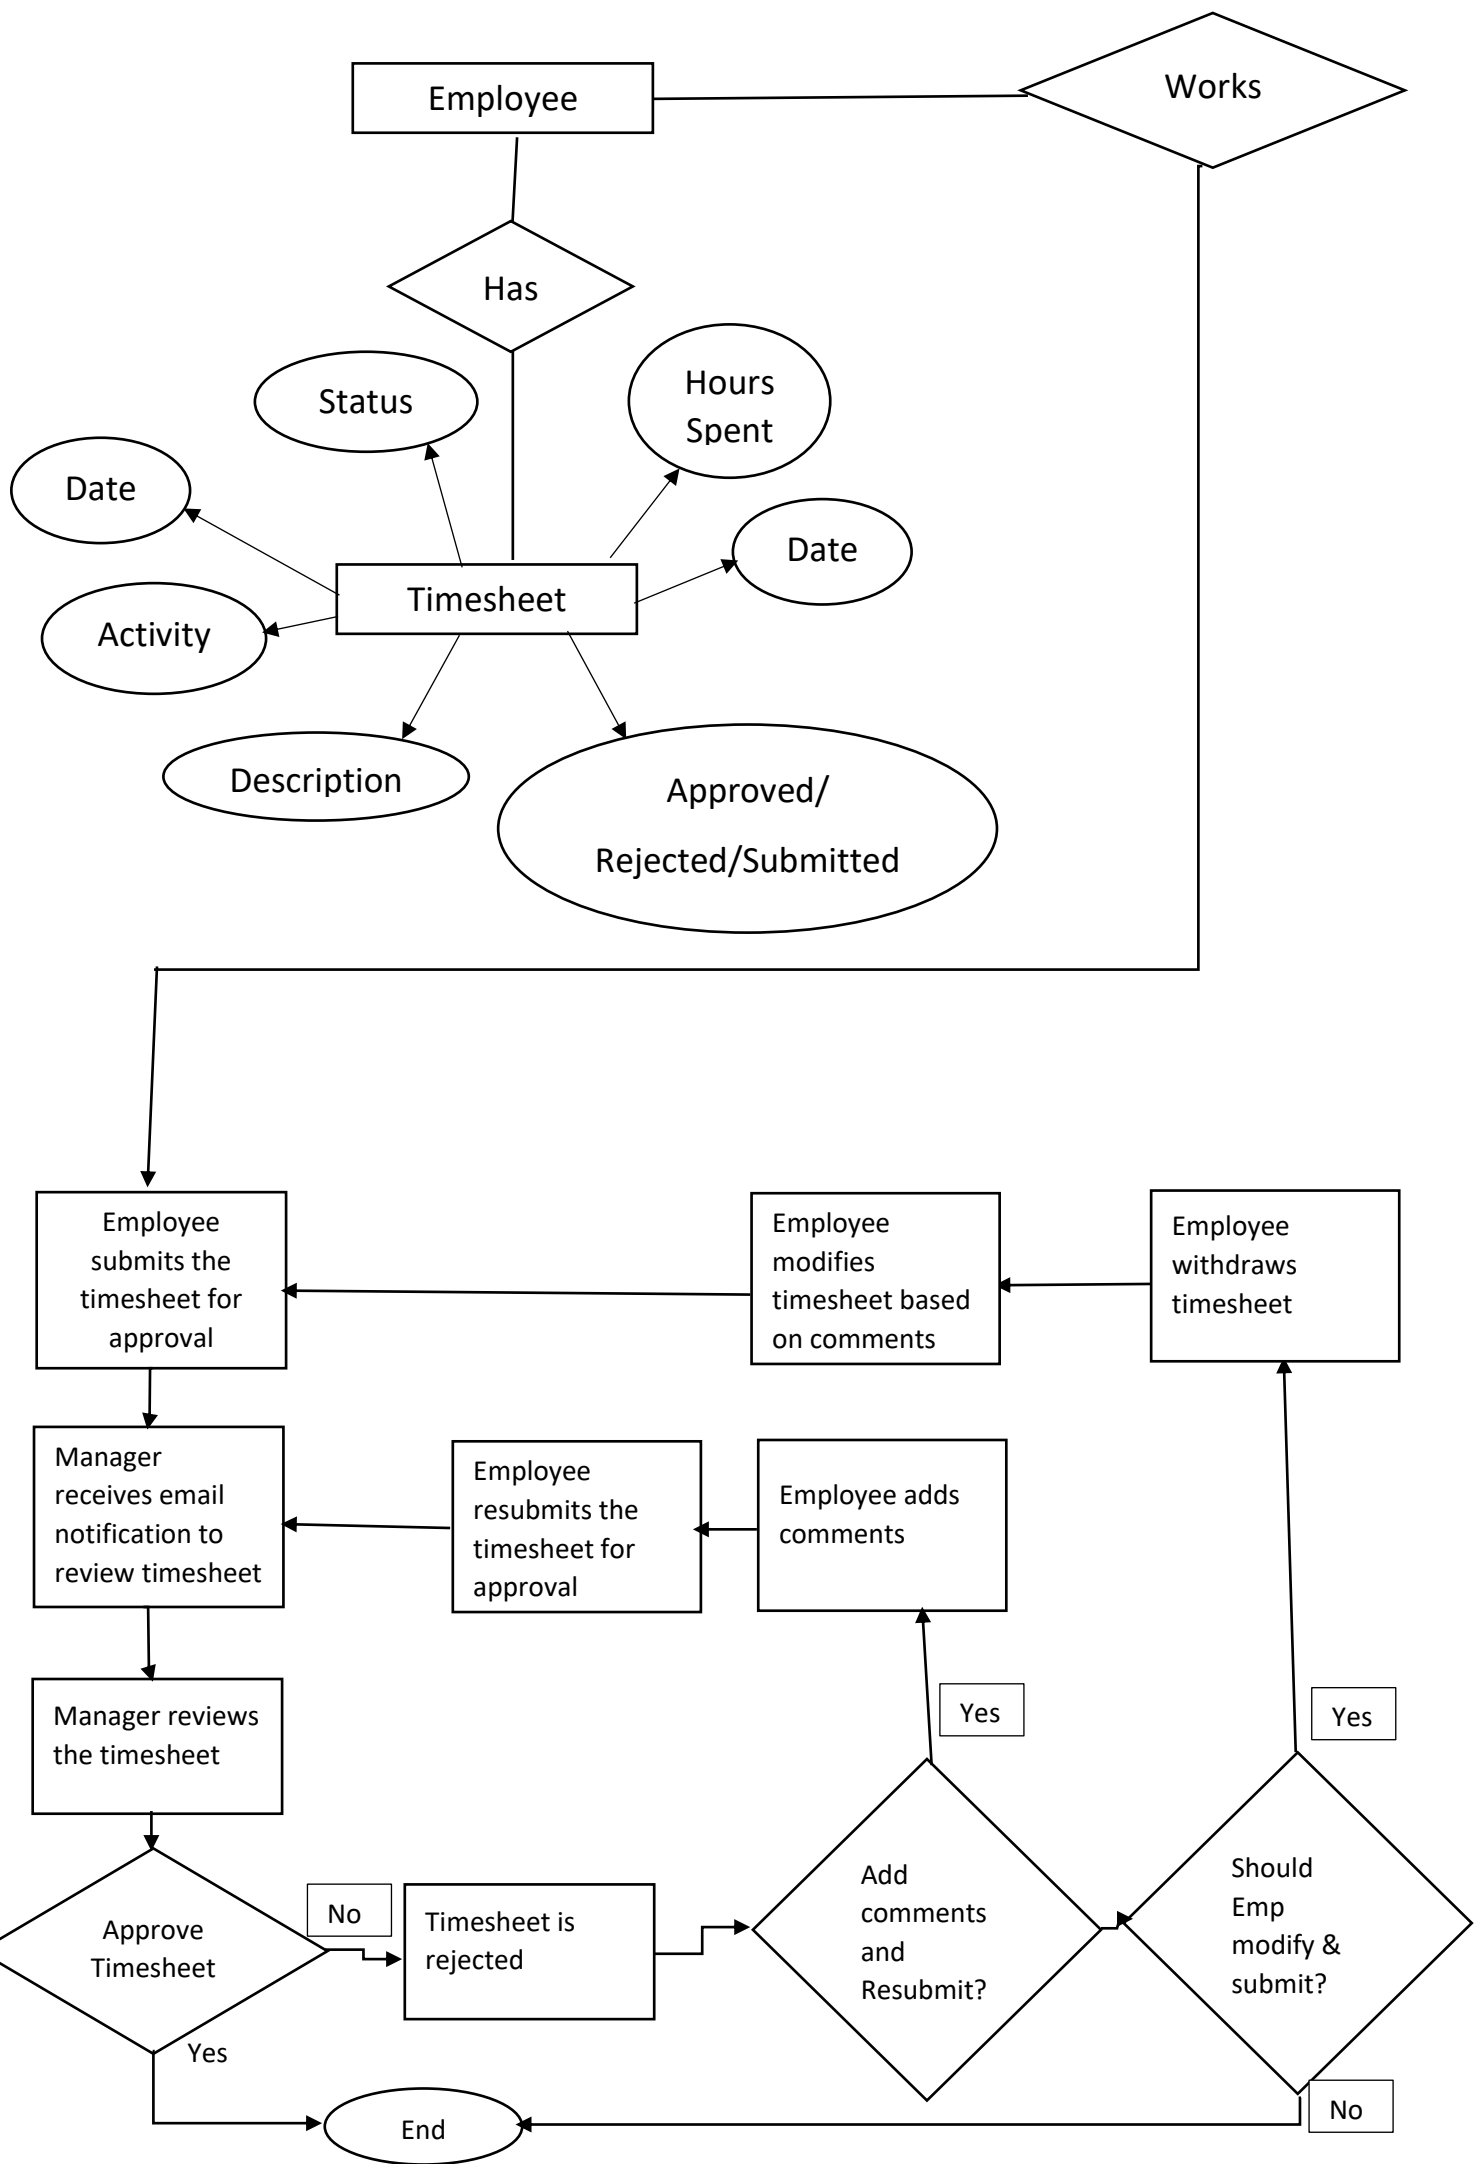 Employee
Works
Has
Status
Hours
Spent
Date
Date
Timesheet
Activity
Description
Approved/
Rejected/Submitted
Employee
submits the
timesheet for
approval
Employee
modifies
timesheet based
on comments
Employee
withdraws
timesheet
Manager
receives email
notification to
review timesheet
Employee
resubmits the
timesheet for
approval
Employee adds
comments
Manager reviews
the timesheet
Yes
Yes
Approve
Timesheet
No
Timesheet is
rejected
Add
comments
and
Resubmit?
Should
Emp
modify &
submit?
Yes
End
No